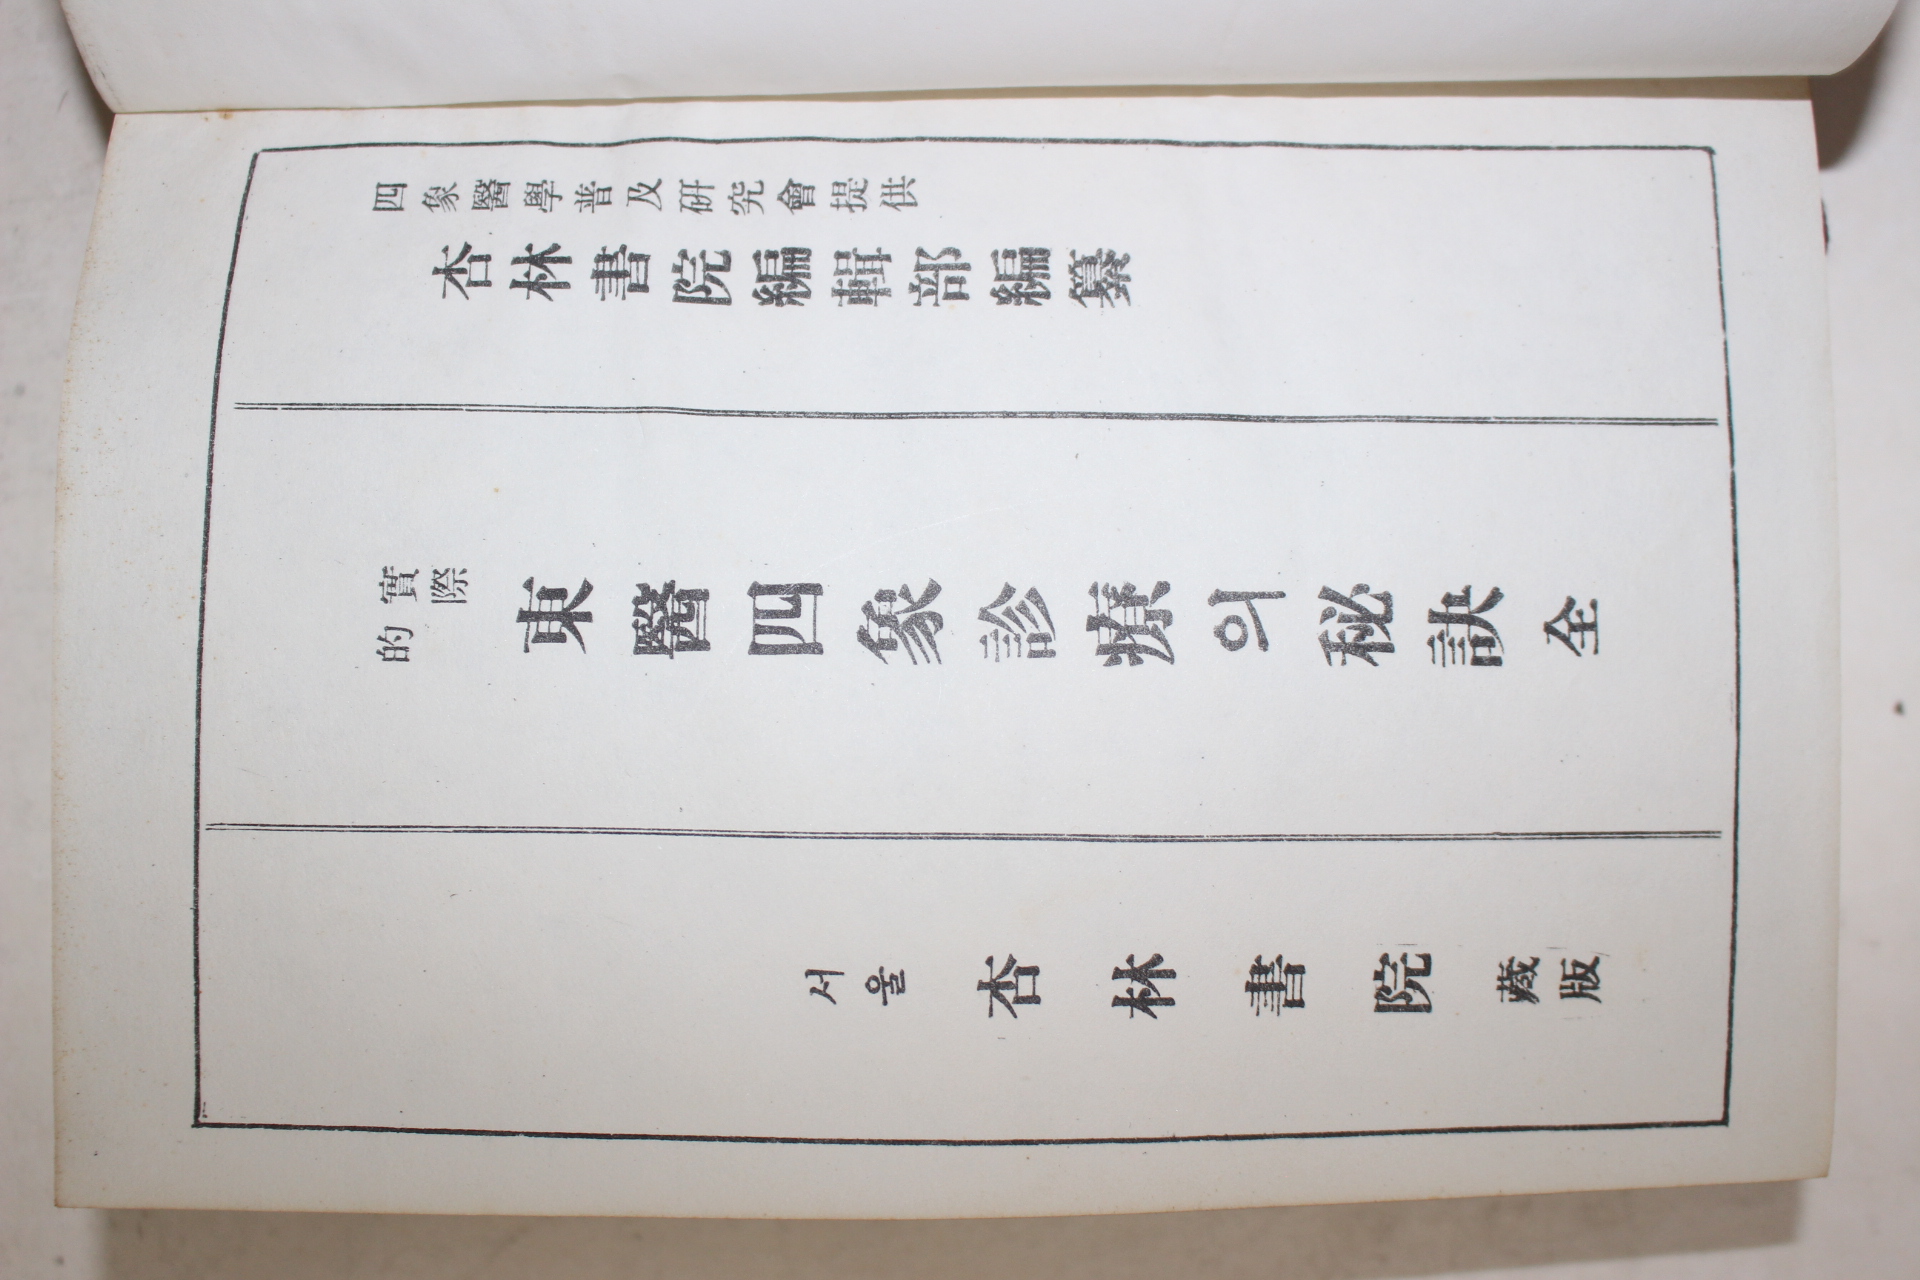 四象醫學普及研究會提供
杏林書院編輯部編纂
實際
的
東醫四象診療의秘訣 全
서울 杏林書院 藏版